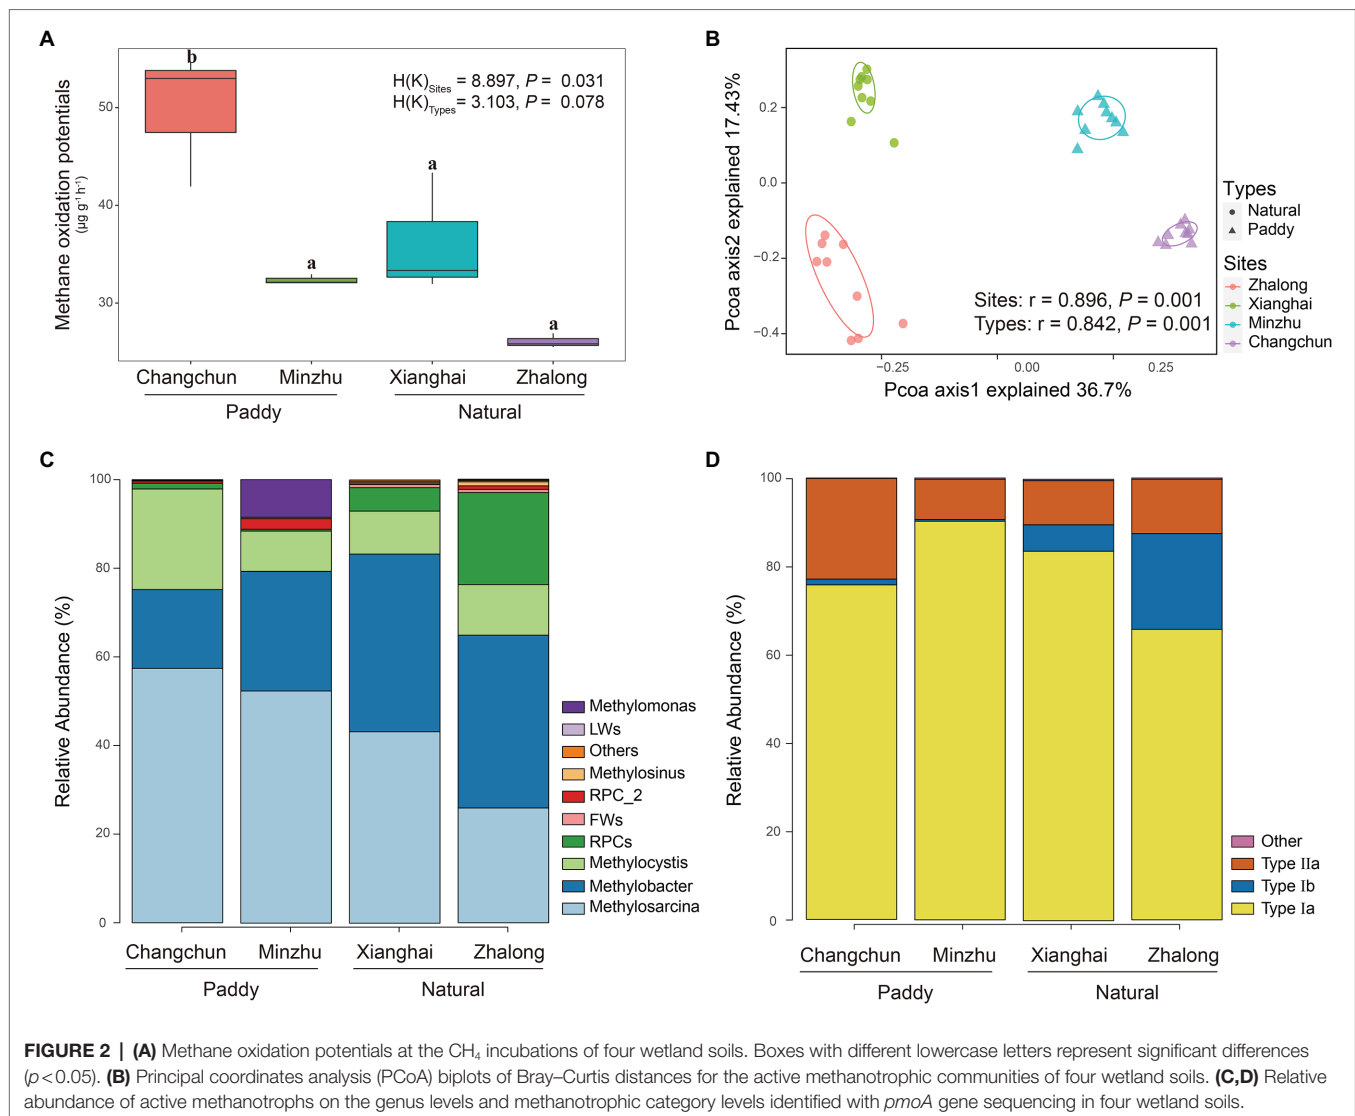 A
Methane oxidation potentials
(μg g⁻¹h⁻¹)
50
40
30
b
a
a
a
H(K)Sites = 8.897, P = 0.031
H(K)Types = 3.103, P = 0.078
Changchun Minzhu Xianghai Zhalong
Paddy Natural
B
Pcoa axis2 explained 17.43%
0.2
0.0
−0.2
−0.4
Sites: r = 0.896, P = 0.001
Types: r = 0.842, P = 0.001
−0.25 0.00 0.25
Pcoa axis1 explained 36.7%
Types
Natural
Paddy
Sites
Zhalong
Xianghai
Minzhu
Changchun
C
Relative Abundance (%)
100
80
60
40
20
0
Methylomonas
LWs
Others
Methylosinus
RPC_2
FWs
RPCs
Methylocystis
Methylobacter
Methylosarcina
Changchun Minzhu Xianghai Zhalong
Paddy Natural
D
Relative Abundance (%)
100
80
60
40
20
0
Other
Type IIa
Type Ib
Type Ia
Changchun Minzhu Xianghai Zhalong
Paddy Natural
FIGURE 2 | (A) Methane oxidation potentials at the CH₄ incubations of four wetland soils. Boxes with different lowercase letters represent significant differences
(p<0.05). (B) Principal coordinates analysis (PCoA) biplots of Bray–Curtis distances for the active methanotrophic communities of four wetland soils. (C,D) Relative
abundance of active methanotrophs on the genus levels and methanotrophic category levels identified with pmoA gene sequencing in four wetland soils.